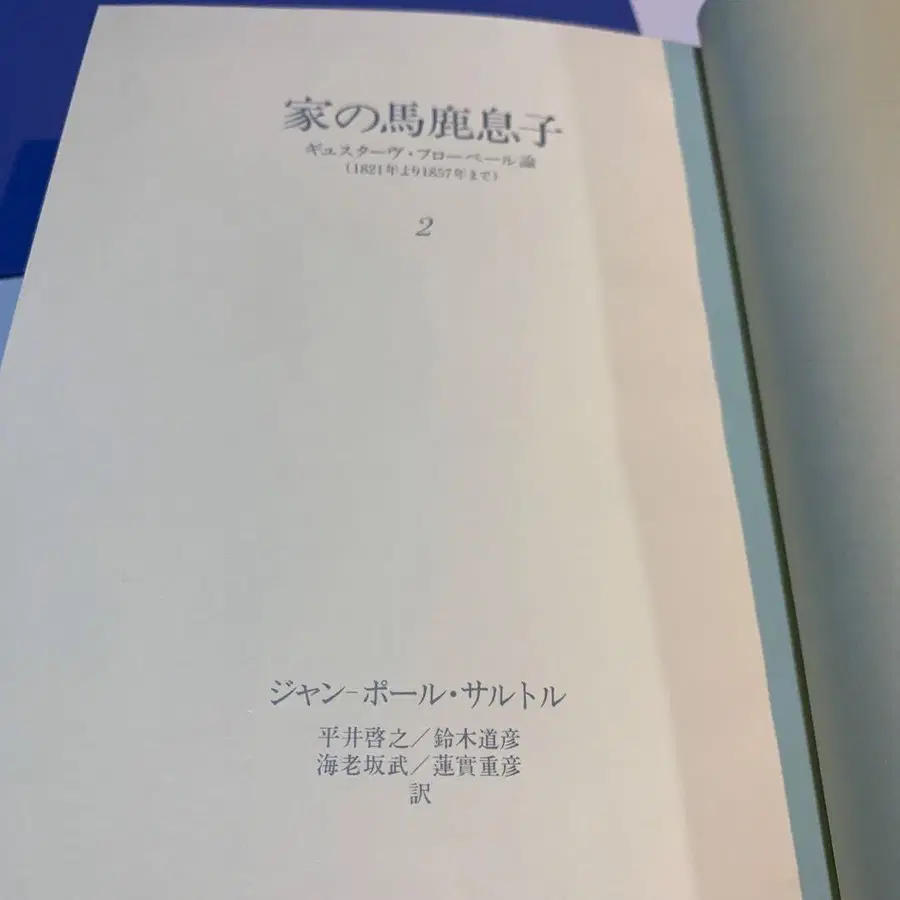 家の馬鹿息子
ギュスターヴ・フローベール論
(1821年より1857年まで)
2
ジャン-ポール・サルトル
平井啓之/鈴木道彦
海老坂武/蓮實重彦
訳